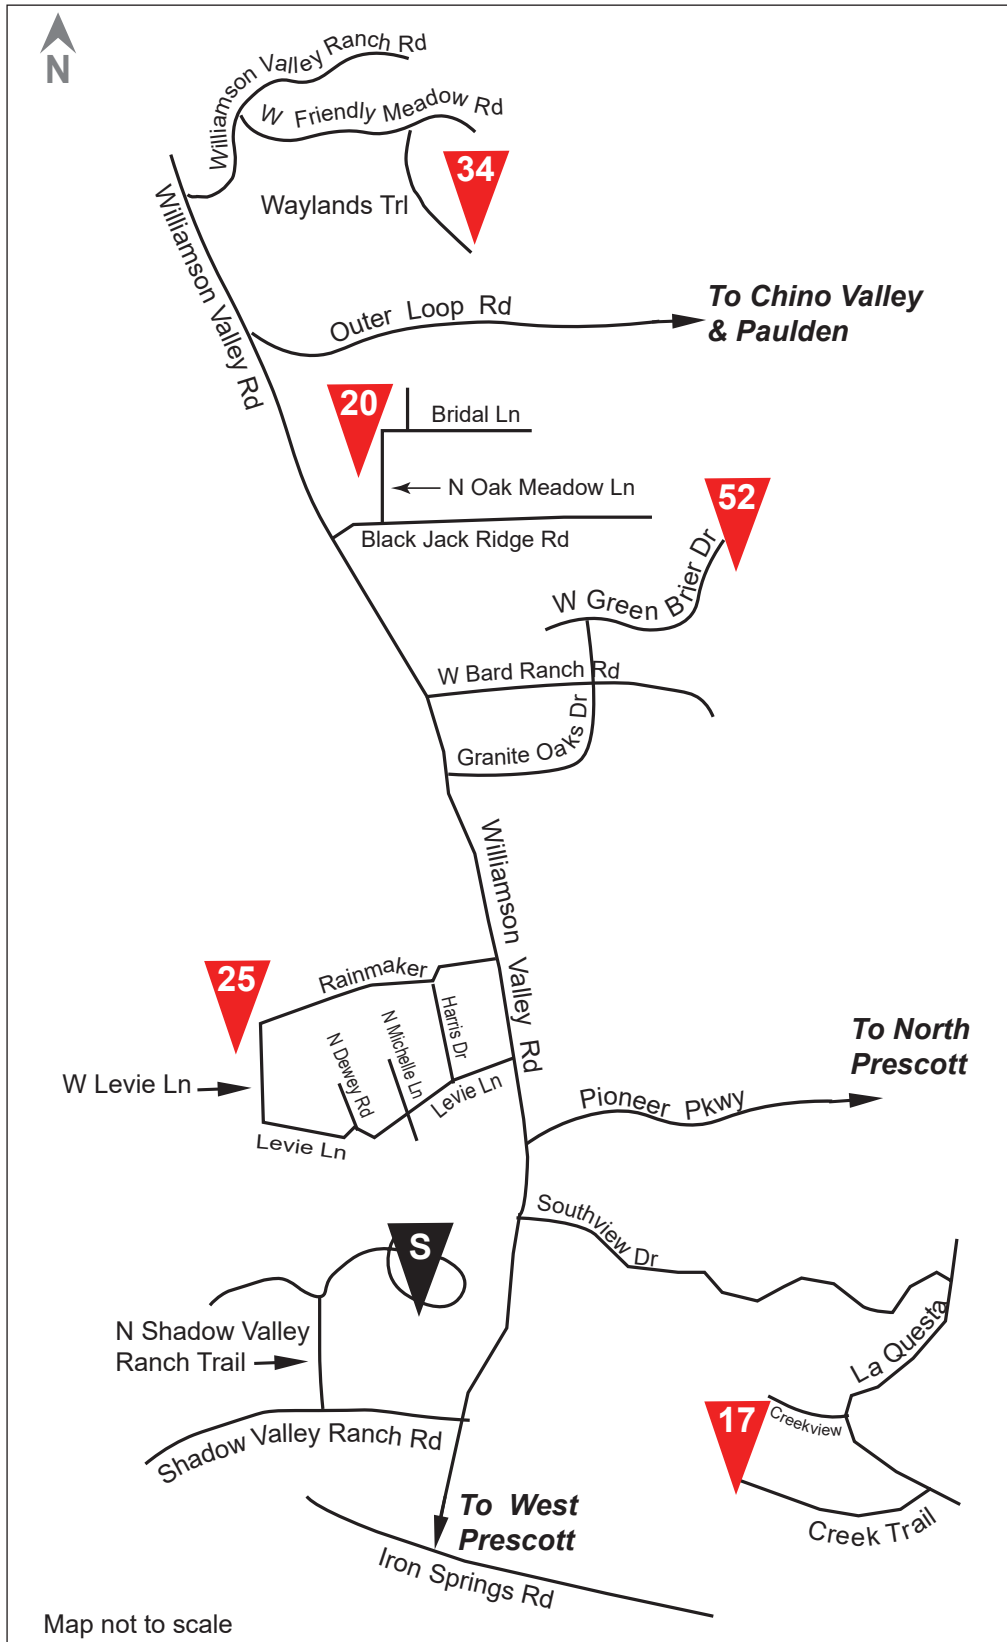 N
Williamson Valley Ranch Rd
W Friendly Meadow Rd
34
Waylands Trl
Williamson Valley Rd
Outer Loop Rd
To Chino Valley
& Paulden
20
Bridal Ln
N Oak Meadow Ln
52
Black Jack Ridge Rd
W Green Brier Dr
W Bard Ranch Rd
Granite Oaks Dr
Williamson Valley Rd
25
Rainmaker
Harris Dr
N Michelle Ln
N Dewey Rd
To North
Prescott
W Levie Ln
Levie Ln
Pioneer Pkwy
Levie Ln
Southview Dr
S
N Shadow Valley
Ranch Trail
La Questa
17
Creekview
Shadow Valley Ranch Rd
To West
Prescott
Creek Trail
Iron Springs Rd
Map not to scale